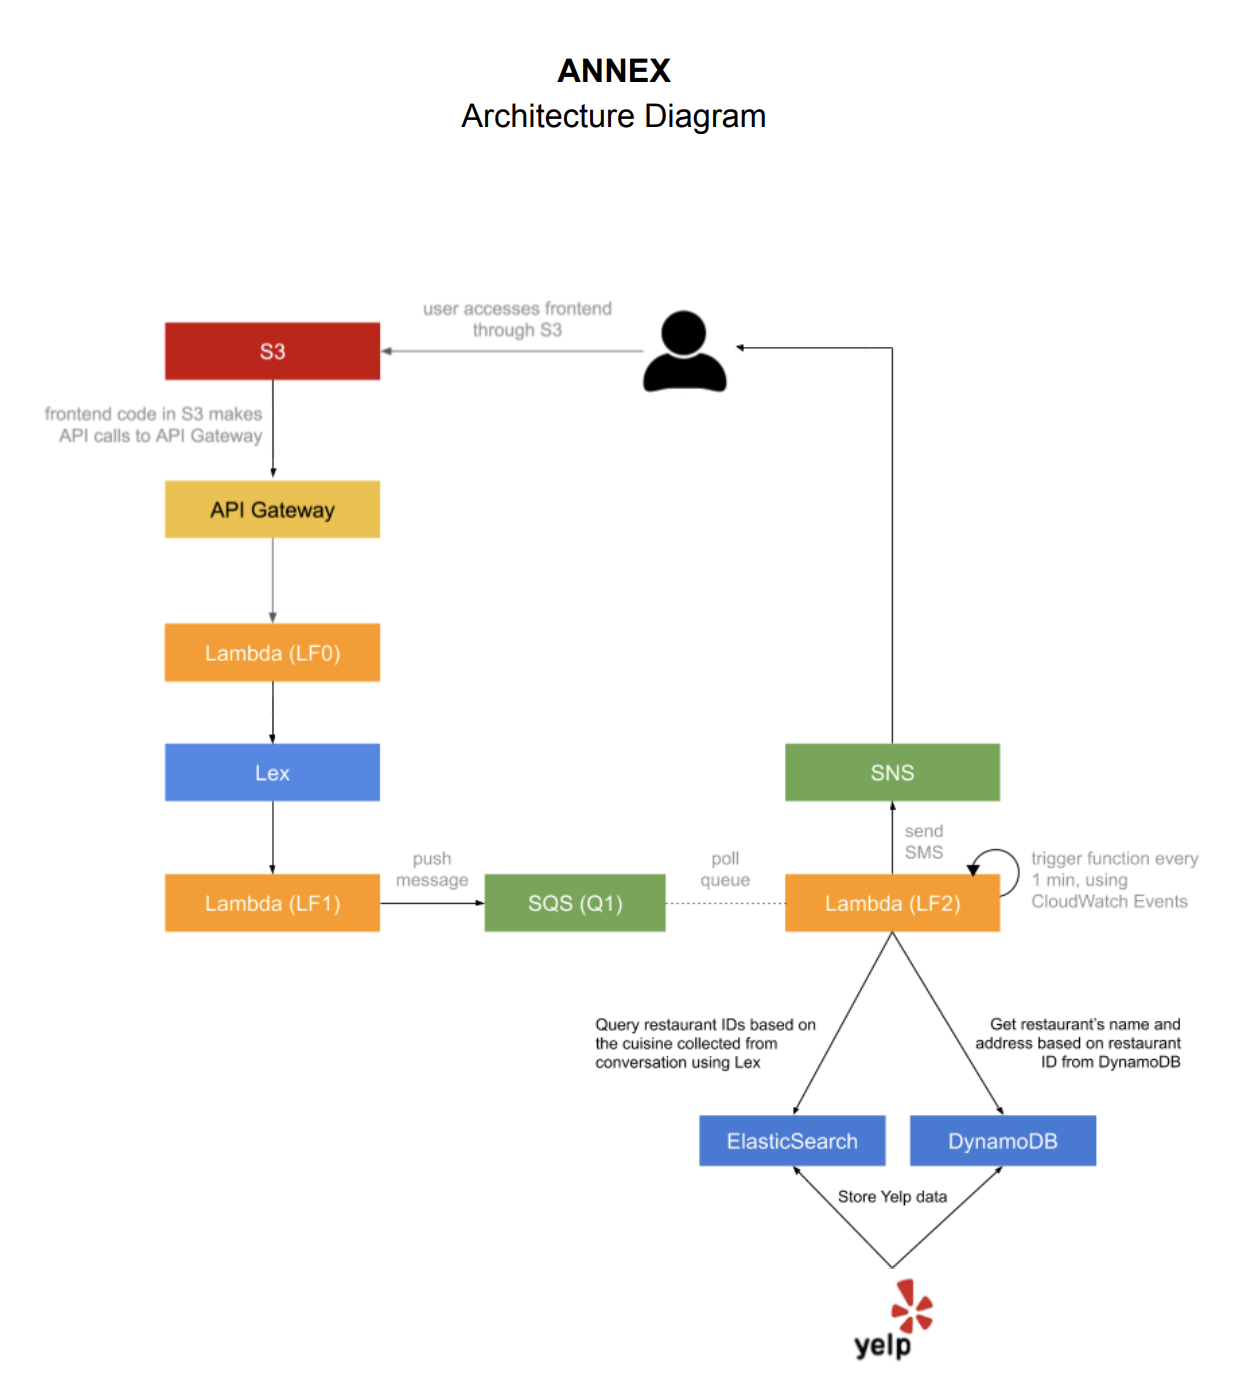 ANNEX
Architecture Diagram
user accesses frontend
through S3
S3
frontend code in S3 makes
API calls to API Gateway
API Gateway
Lambda (LF0)
Lex
SNS
send
SMS
push
message
poll
queue
trigger function every
1 min, using
CloudWatch Events
Lambda (LF1)
SQS (Q1)
Lambda (LF2)
Query restaurant IDs based on
the cuisine collected from
conversation using Lex
Get restaurant's name and
address based on restaurant
ID from DynamoDB
ElasticSearch
DynamoDB
Store Yelp data
yelp